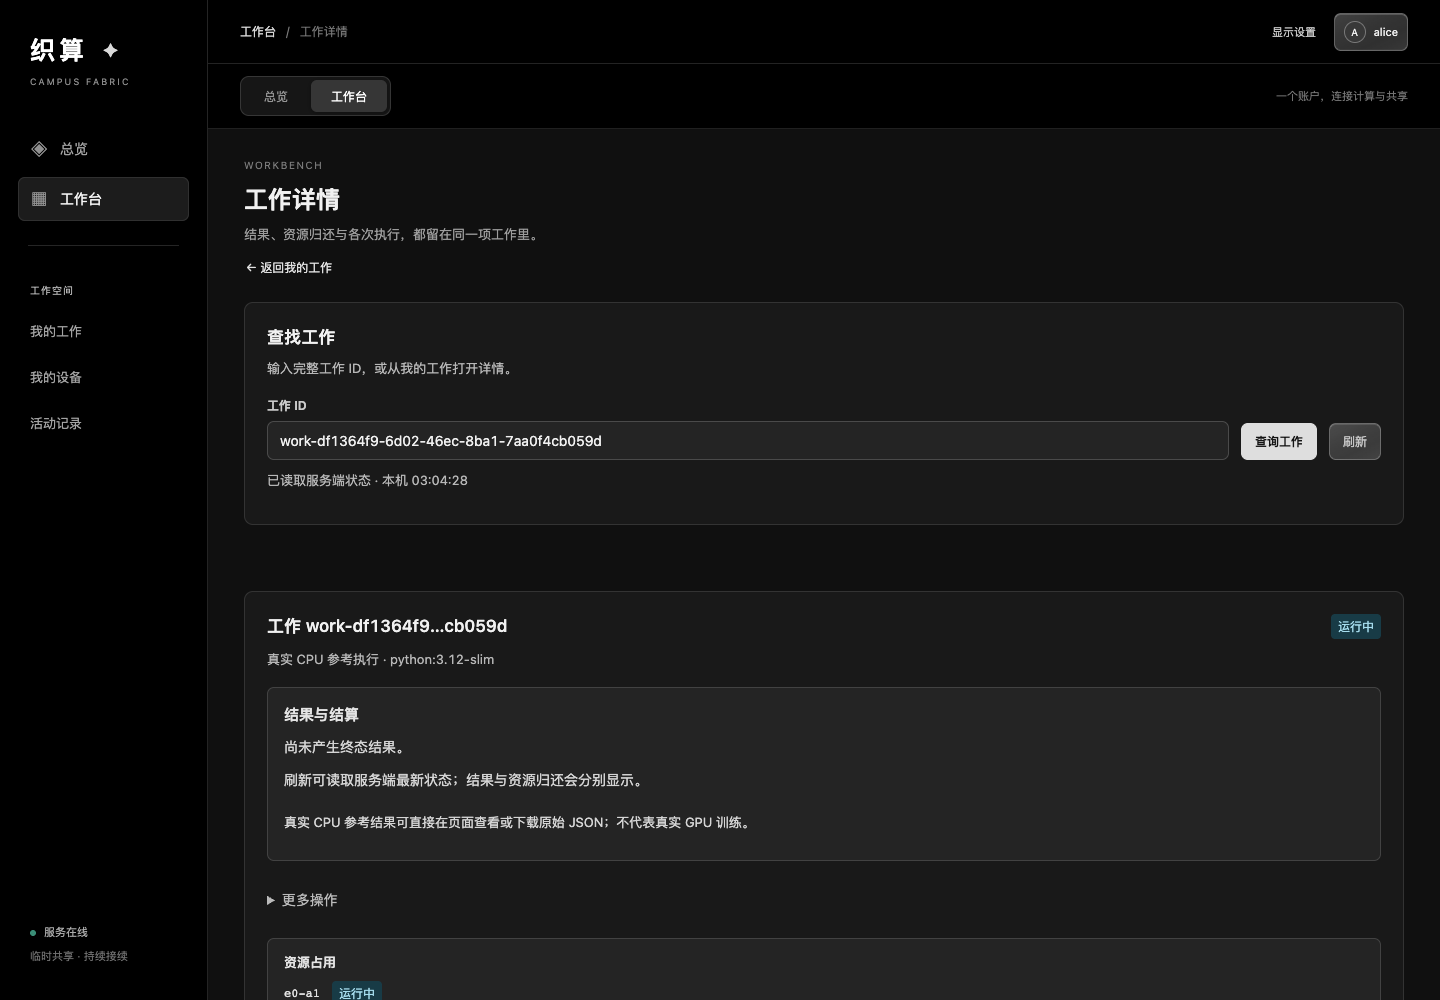 织算
CAMPUS FABRIC
总览
工作台
工作空间
我的工作
我的设备
活动记录
服务在线
临时共享 · 持续接续
工作台 / 工作详情
显示设置
A alice
总览 工作台
一个账户，连接计算与共享
WORKBENCH
工作详情
结果、资源归还与各次执行，都留在同一项工作里。
← 返回我的工作
查找工作
输入完整工作 ID，或从我的工作打开详情。
工作 ID
work-df1364f9-6d02-46ec-8ba1-7aa0f4cb059d
查询工作
刷新
已读取服务端状态 · 本机 03:04:28
工作 work-df1364f9...cb059d
运行中
真实 CPU 参考执行 · python:3.12-slim
结果与结算
尚未产生终态结果。
刷新可读取服务端最新状态；结果与资源归还会分别显示。
真实 CPU 参考结果可直接在页面查看或下载原始 JSON；不代表真实 GPU 训练。
更多操作
资源占用
e0-a1 运行中